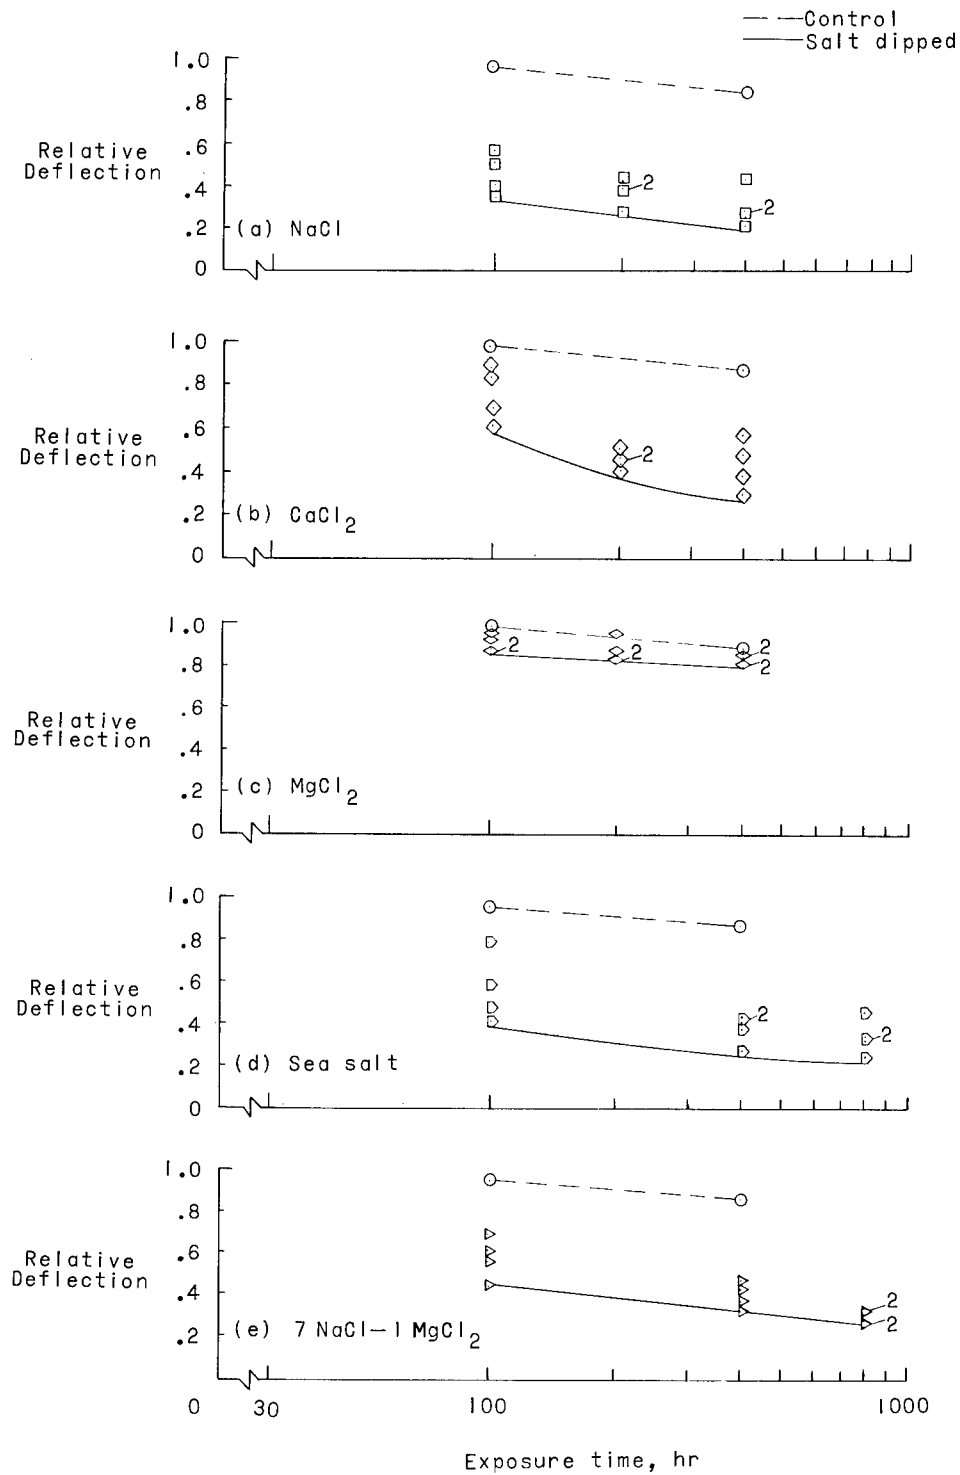 Control
Salt dipped
1.0
.8
.6
Relative
Deflection
.4
.2
0
2
2
(a) NaCl
1.0
.8
.6
Relative
Deflection
.4
.2
0
2
(b) CaCl2
1.0
.8
.6
Relative
Deflection
.4
.2
0
2
2
2
2
(c) MgCl2
1.0
.8
.6
Relative
Deflection
.4
.2
0
2
2
(d) Sea salt
1.0
.8
.6
Relative
Deflection
.4
.2
2
2
(e) 7 NaCl-1 MgCl2
0 30 100 1000
Exposure time, hr